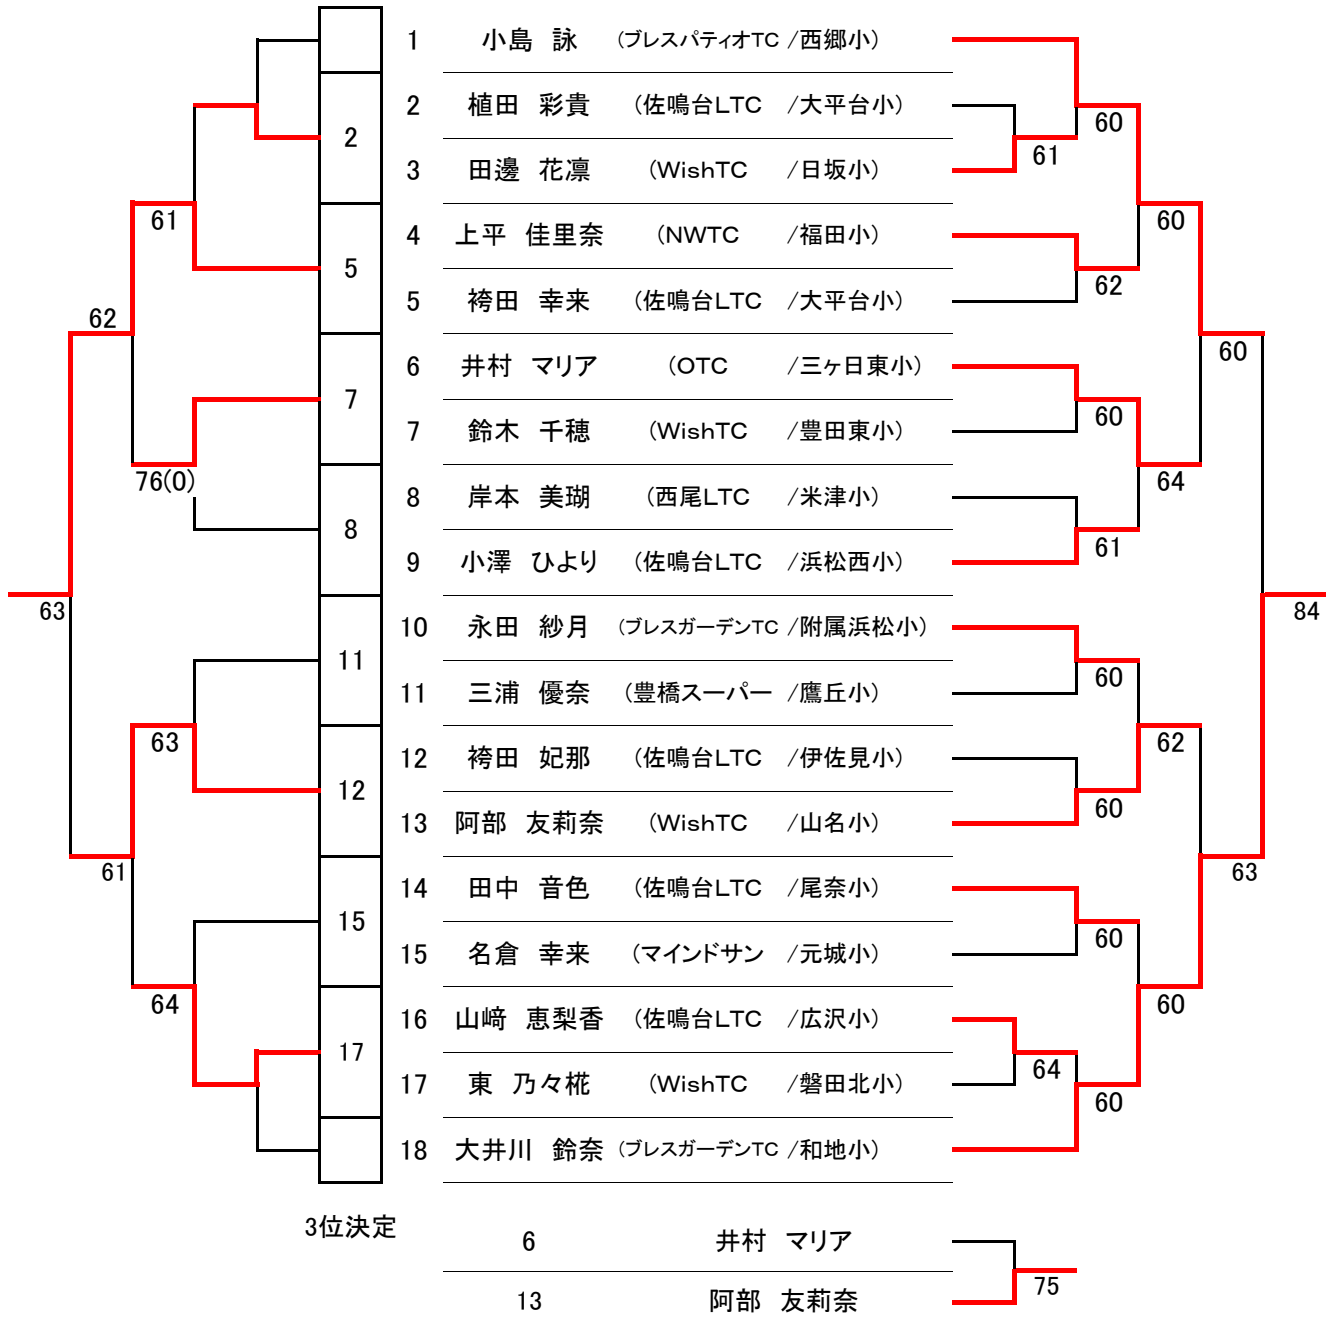 1 小島 詠 (ブレスパティオTC /西郷小)
2 植田 彩貴 (佐鳴台LTC /大平台小)
3 田邊 花凛 (WishTC /日坂小)
4 上平 佳里奈 (NWTC /福田小)
5 袴田 幸来 (佐鳴台LTC /大平台小)
6 井村 マリア (OTC /三ヶ日東小)
7 鈴木 千穂 (WishTC /豊田東小)
8 岸本 美瑚 (西尾LTC /米津小)
9 小澤 ひより (佐鳴台LTC /浜松西小)
10 永田 紗月 (ブレスガーデンTC /附属浜松小)
11 三浦 優奈 (豊橋スーパー /鷹丘小)
12 袴田 妃那 (佐鳴台LTC /伊佐見小)
13 阿部 友莉奈 (WishTC /山名小)
14 田中 音色 (佐鳴台LTC /尾奈小)
15 名倉 幸来 (マインドサン /元城小)
16 山﨑 恵梨香 (佐鳴台LTC /広沢小)
17 東 乃々椛 (WishTC /磐田北小)
18 大井川 鈴奈 (ブレスガーデンTC /和地小)
2
5
7
8
11
12
15
17
61
62
76(0)
63
63
61
64
60
61
60
62
60
60
64
61
60
84
60
62
63
60
60
60
64
60
3位決定
6 井村 マリア
13 阿部 友莉奈
75